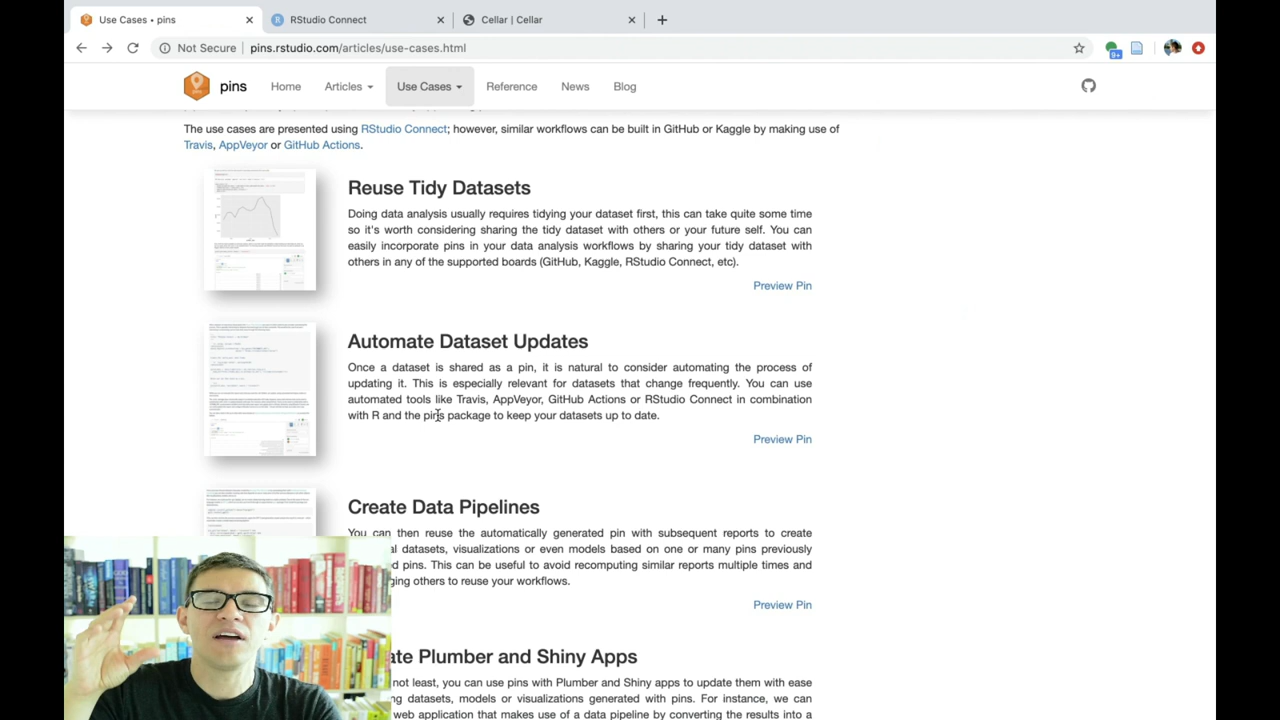 Use Cases • pins
RStudio Connect
Cellar | Cellar
Not Secure
pins.rstudio.com/articles/use-cases.html
9+
pins
Home
Articles
Use Cases
Reference
News
Blog
The use cases are presented using RStudio Connect; however, similar workflows can be built in GitHub or Kaggle by making use of
Travis, AppVeyor or GitHub Actions.
Reuse Tidy Datasets
Doing data analysis usually requires tidying your dataset first, this can take quite some time
so it's worth considering sharing the tidy dataset with others or your future self. You can
easily incorporate pins in your data analysis workflows by sharing your tidy dataset with
others in any of the supported boards (GitHub, Kaggle, RStudio Connect, etc).
Preview Pin
Automate Dataset Updates
Once a dataset is shared as a pin, it is natural to consider automating the process of
updating it. This is especially relevant for datasets that change frequently. You can use
automated tools like Travis, AppVeyor, GitHub Actions or RStudio Connect in combination
with R and the pins package to keep your datasets up to date.
Preview Pin
Create Data Pipelines
You can then reuse the automatically generated pin with subsequent reports to create
datasets, visualizations or even models based on one or many pins previously
pins. This can be useful to avoid recomputing similar reports multiple times and
others to reuse your workflows.
Preview Pin
Plumber and Shiny Apps
not least, you can use pins with Plumber and Shiny apps to update them with ease
datasets, models or visualizations generated with pins. For instance, we can
web application that makes use of a data pipeline by converting the results into a